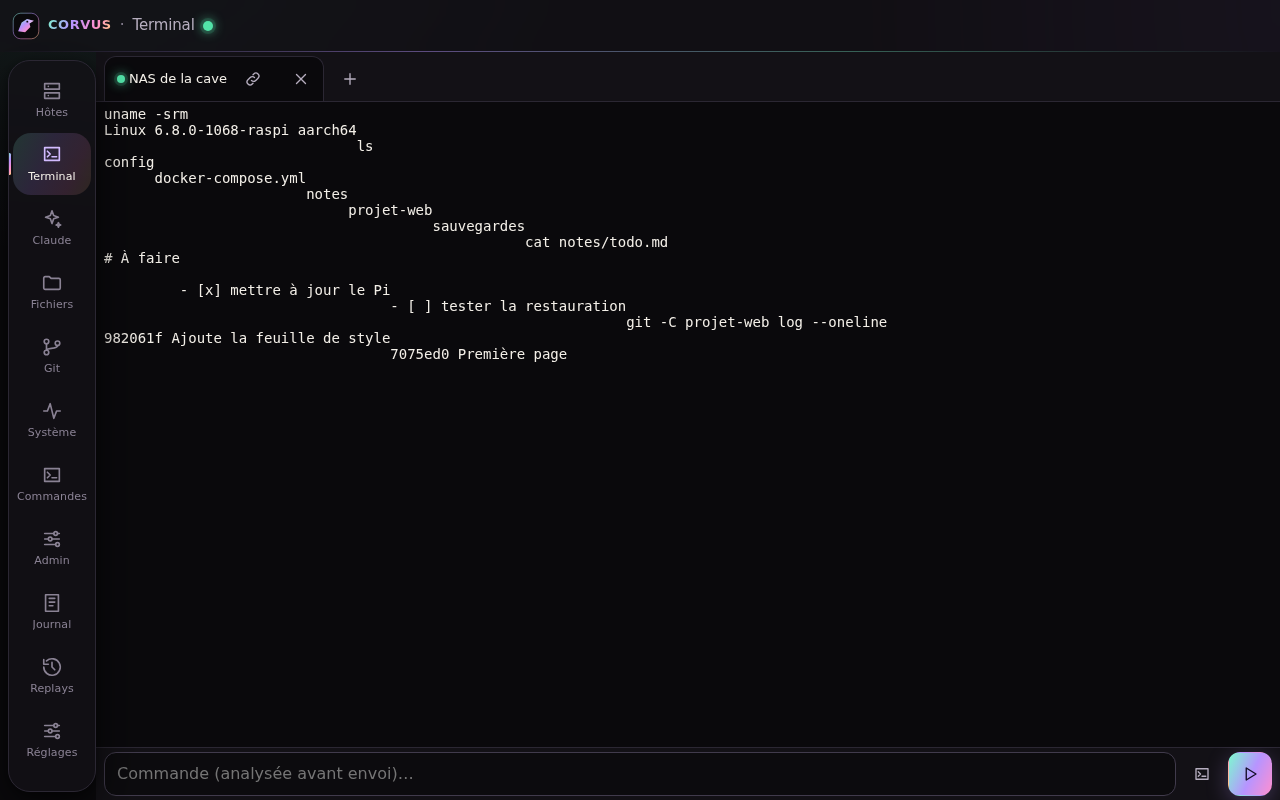 CORVUS · Terminal
Hôtes
Terminal
Claude
Fichiers
Git
Système
Commandes
Admin
Journal
Replays
Réglages
NAS de la cave
uname -srm
Linux 6.8.0-1068-raspi aarch64
ls
config
docker-compose.yml
notes
projet-web
sauvegardes
cat notes/todo.md
# À faire
- [x] mettre à jour le Pi
- [ ] tester la restauration
git -C projet-web log --oneline
982061f Ajoute la feuille de style
7075ed0 Première page
Commande (analysée avant envoi)...